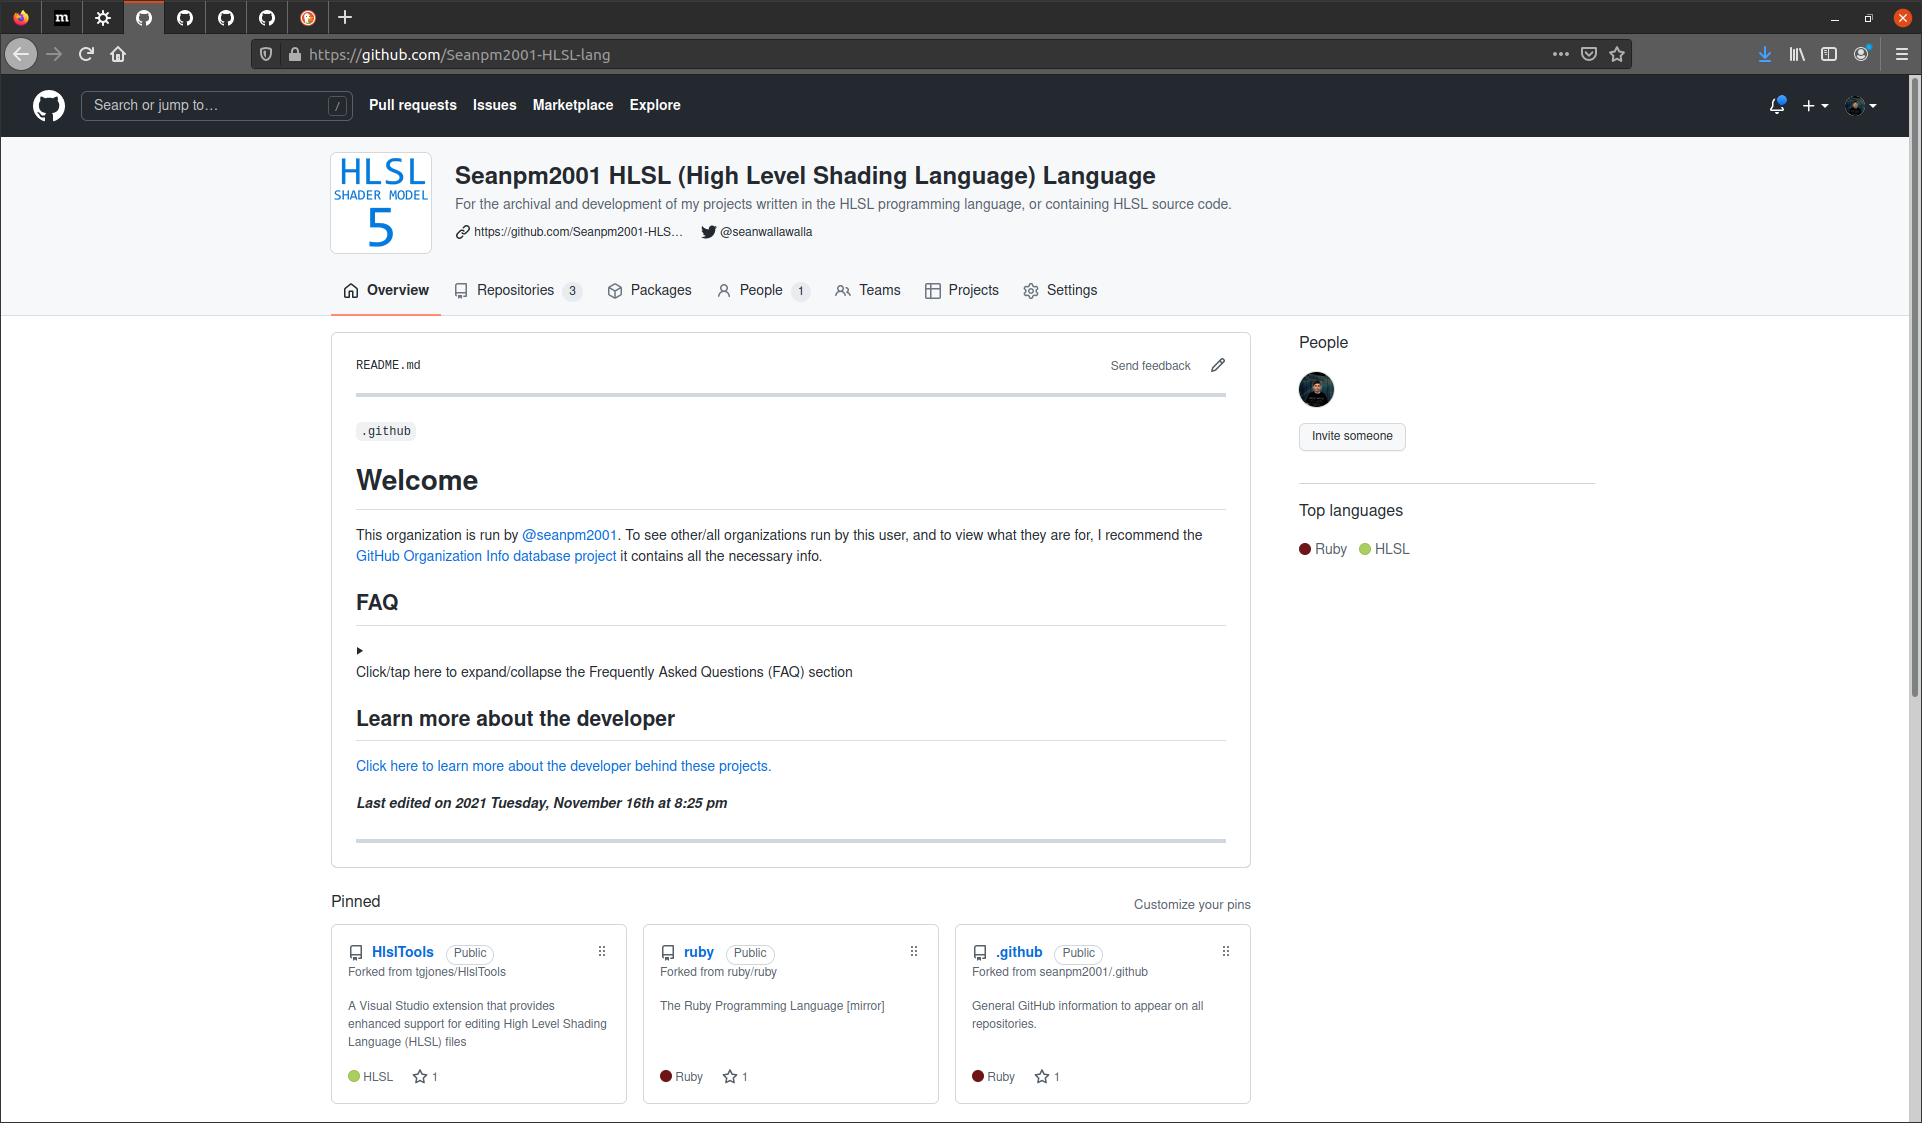 m
https://github.com/Seanpm2001-HLSL-lang
Search or jump to… /
Pull requests Issues Marketplace Explore
HLSL
SHADER MODEL
5
Seanpm2001 HLSL (High Level Shading Language) Language
For the archival and development of my projects written in the HLSL programming language, or containing HLSL source code.
https://github.com/Seanpm2001-HLS… @seanwallawalla
Overview Repositories 3 Packages People 1 Teams Projects Settings
README.md Send feedback
.github
Welcome
This organization is run by @seanpm2001. To see other/all organizations run by this user, and to view what they are for, I recommend the
GitHub Organization Info database project it contains all the necessary info.
FAQ
Click/tap here to expand/collapse the Frequently Asked Questions (FAQ) section
Learn more about the developer
Click here to learn more about the developer behind these projects.
Last edited on 2021 Tuesday, November 16th at 8:25 pm
People
Invite someone
Top languages
Ruby HLSL
Pinned Customize your pins
HlslTools Public
Forked from tgjones/HlslTools
A Visual Studio extension that provides
enhanced support for editing High Level Shading
Language (HLSL) files
HLSL 1
ruby Public
Forked from ruby/ruby
The Ruby Programming Language [mirror]
Ruby 1
.github Public
Forked from seanpm2001/.github
General GitHub information to appear on all
repositories.
Ruby 1